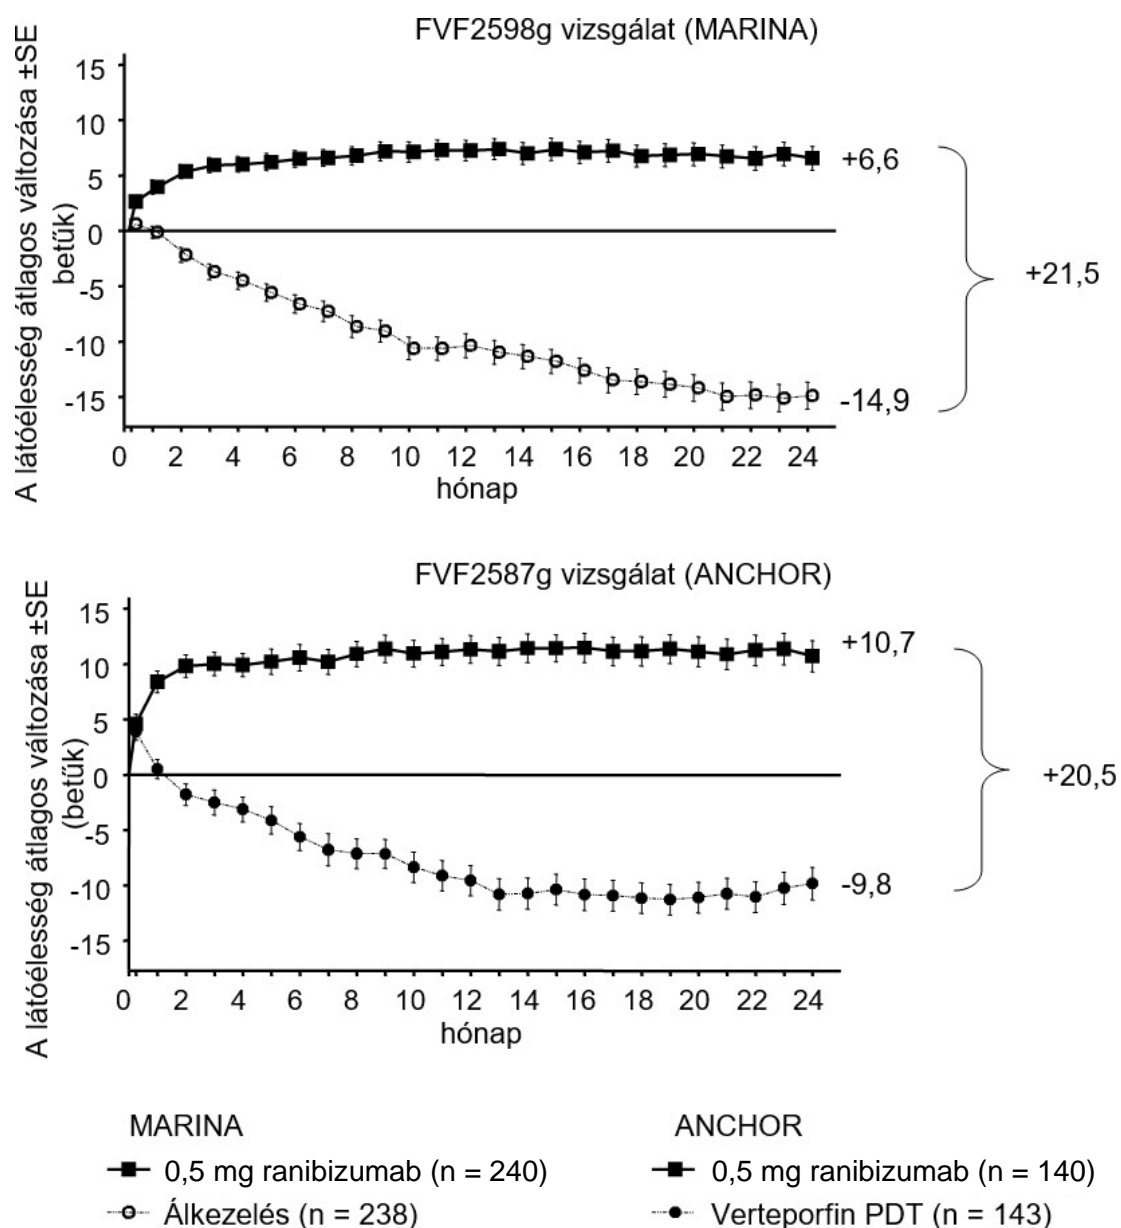 FVF2598g vizsgálat (MARINA)
A látóélesség átlagos változása ±SE
betűk)
15
10
5
0
-5
-10
-15
+6,6
-14,9
+21,5
0 2 4 6 8 10 12 14 16 18 20 22 24
hónap
FVF2587g vizsgálat (ANCHOR)
A látóélesség átlagos változása ±SE
(betűk)
15
10
5
0
-5
-10
-15
+10,7
-9,8
+20,5
0 2 4 6 8 10 12 14 16 18 20 22 24
hónap
MARINA
0,5 mg ranibizumab (n = 240)
Álkezelés (n = 238)
ANCHOR
0,5 mg ranibizumab (n = 140)
Verteporfin PDT (n = 143)